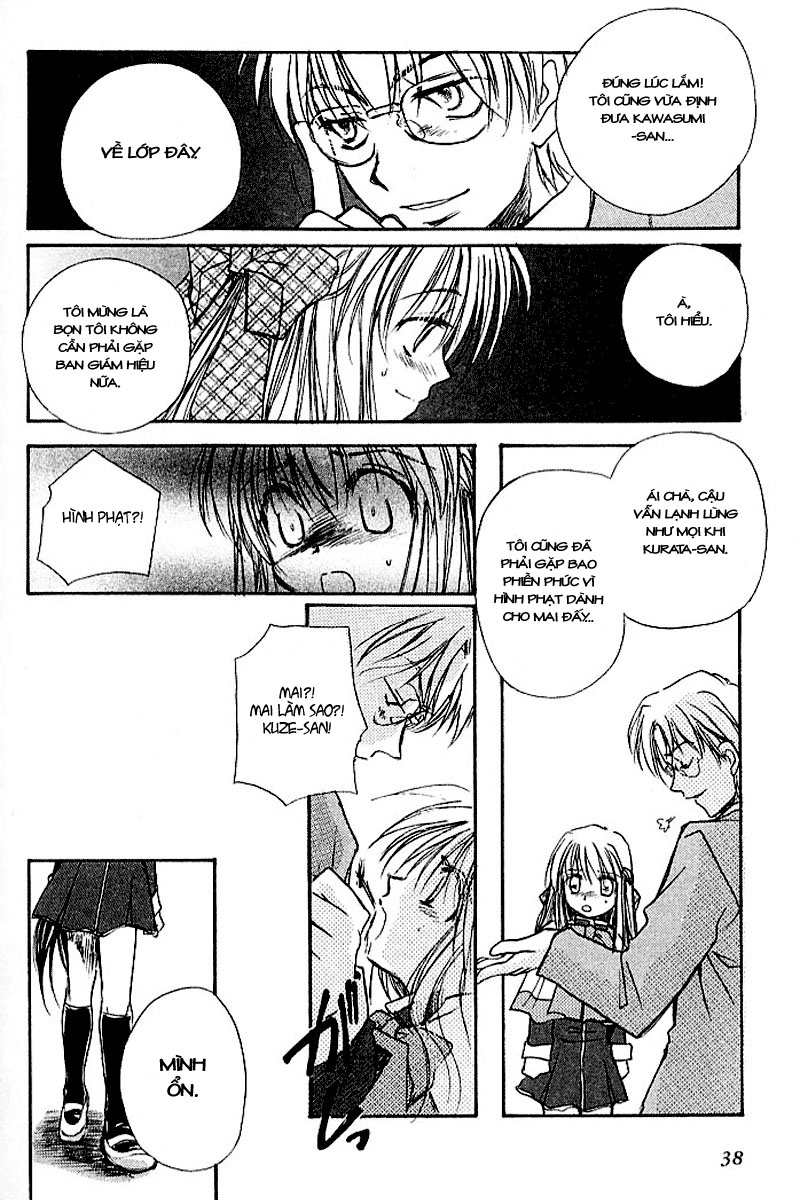 ĐÚNG LÚC LẮM!
TÔI CŨNG VỪA ĐỊNH
ĐƯA KAWASUMI
-SAN...
VỀ LỚP ĐÂY.
À,
TÔI HIỂU.
TÔI MỪNG LÀ
BỌN TÔI KHÔNG
CẦN PHẢI GẶP
BAN GIÁM HIỆU
NỮA.
ÁI CHÀ, CẬU
VẪN LẠNH LÙNG
NHƯ MỌI KHI
KURATA-SAN.
TÔI CŨNG ĐÃ
PHẢI GẶP BAO
PHIỀN PHỨC VÌ
HÌNH PHẠT DÀNH
CHO MAI ĐẤY...
HÌNH PHẠT?!
MAI?!
MAI LÀM SAO?!
KUZE-SAN!
ガバッ
MÌNH
ỔN.
38